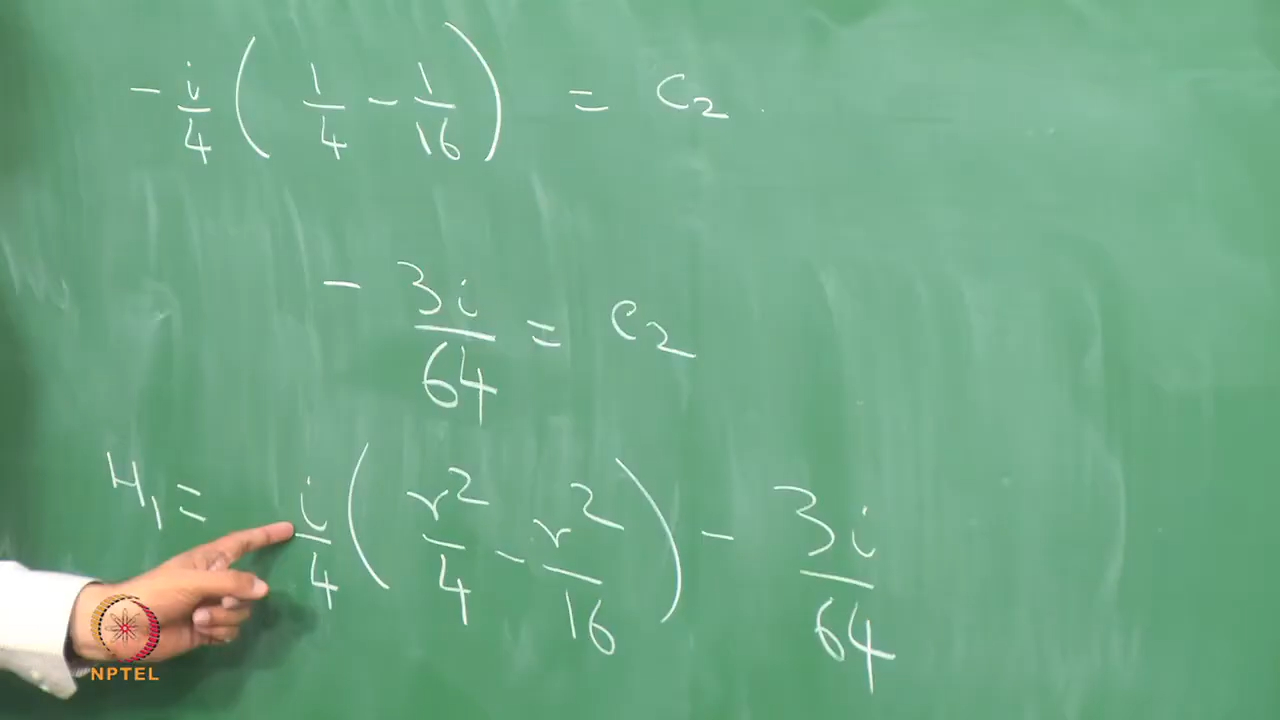 - i/4 ( 1/4 - 1/16 ) = C₂
- 3i/64 = C₂
H₁ = i/4 ( r²/4 - r²/16 ) - 3i/64
NPTEL